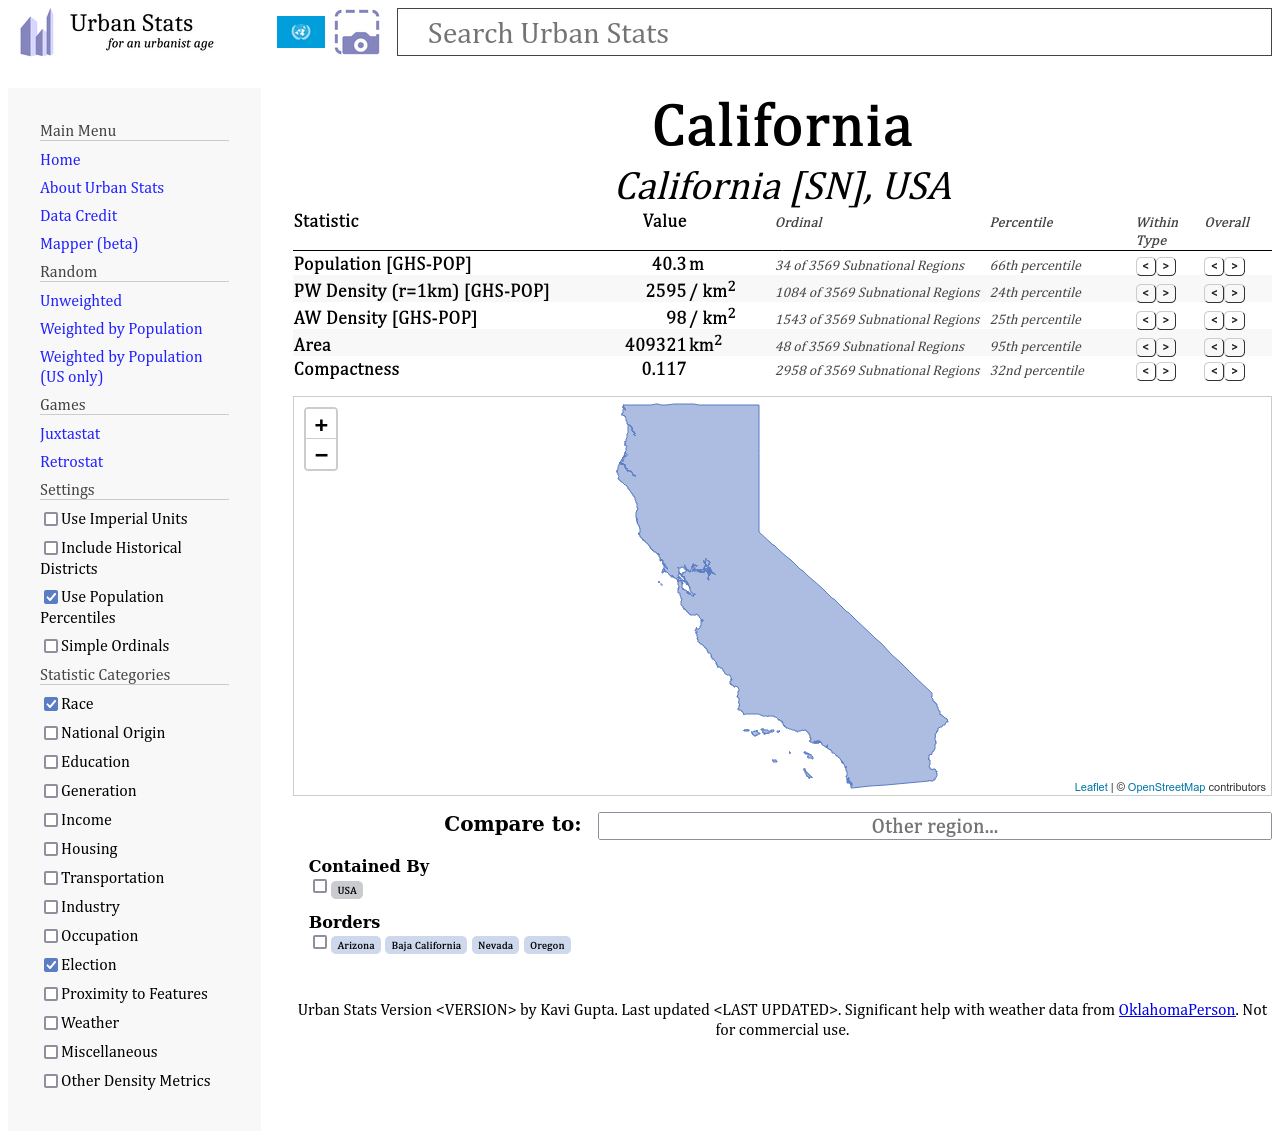 Urban Stats
for an urbanist age
Search Urban Stats
Main Menu
Home
About Urban Stats
Data Credit
Mapper (beta)
Random
Unweighted
Weighted by Population
Weighted by Population
(US only)
Games
Juxtastat
Retrostat
Settings
Use Imperial Units
Include Historical
Districts
Use Population
Percentiles
Simple Ordinals
Statistic Categories
Race
National Origin
Education
Generation
Income
Housing
Transportation
Industry
Occupation
Election
Proximity to Features
Weather
Miscellaneous
Other Density Metrics
California
California [SN], USA
Statistic Value Ordinal Percentile Within Type Overall
Population [GHS-POP] 40.3 m 34 of 3569 Subnational Regions 66th percentile < > < >
PW Density (r=1km) [GHS-POP] 2595 / km² 1084 of 3569 Subnational Regions 24th percentile < > < >
AW Density [GHS-POP] 98 / km² 1543 of 3569 Subnational Regions 25th percentile < > < >
Area 409321 km² 48 of 3569 Subnational Regions 95th percentile < > < >
Compactness 0.117 2958 of 3569 Subnational Regions 32nd percentile < > < >
+
−
Leaflet | © OpenStreetMap contributors
Compare to: Other region...
Contained By
USA
Borders
Arizona Baja California Nevada Oregon
Urban Stats Version <VERSION> by Kavi Gupta. Last updated <LAST UPDATED>. Significant help with weather data from OklahomaPerson. Not
for commercial use.